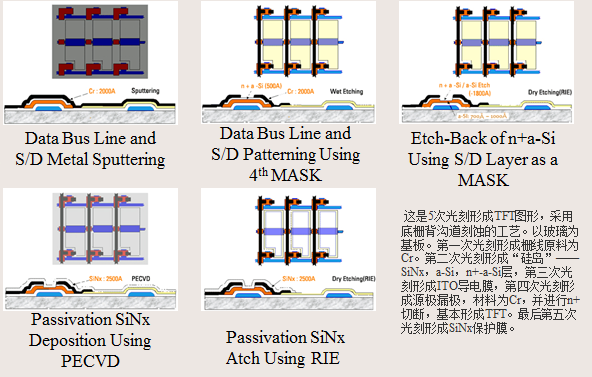 Cr : 2000A
Sputtering
Data Bus Line and
S/D Metal Sputtering
n + a -Si (500A)
Cr : 2000A
Wet Etching
Data Bus Line and
S/D Patterning Using
4th MASK
n + a -Si / a-Si Etch
(-1800A)
Dry Etching(RIE)
Etch-Back of n+a-Si
Using S/D Layer as a
MASK
SiNx : 2500A
PECVD
Passivation SiNx
Deposition Using
PECVD
SiNx : 2500A
Dry Etching(RIE)
Passivation SiNx
Atch Using RIE
这是5次光刻形成TFT图形，采用
底栅背沟道刻蚀的工艺。以玻璃为
基板。第一次光刻形成栅线原料为
Cr。第二次光刻形成“硅岛”——
SiNx，a-Si，n+-a-Si层，第三次光
刻形成ITO导电膜，第四次光刻形
成源极漏极，材料为Cr，并进行n+
切断，基本形成TFT。最后第五次
光刻形成SiNx保护膜。